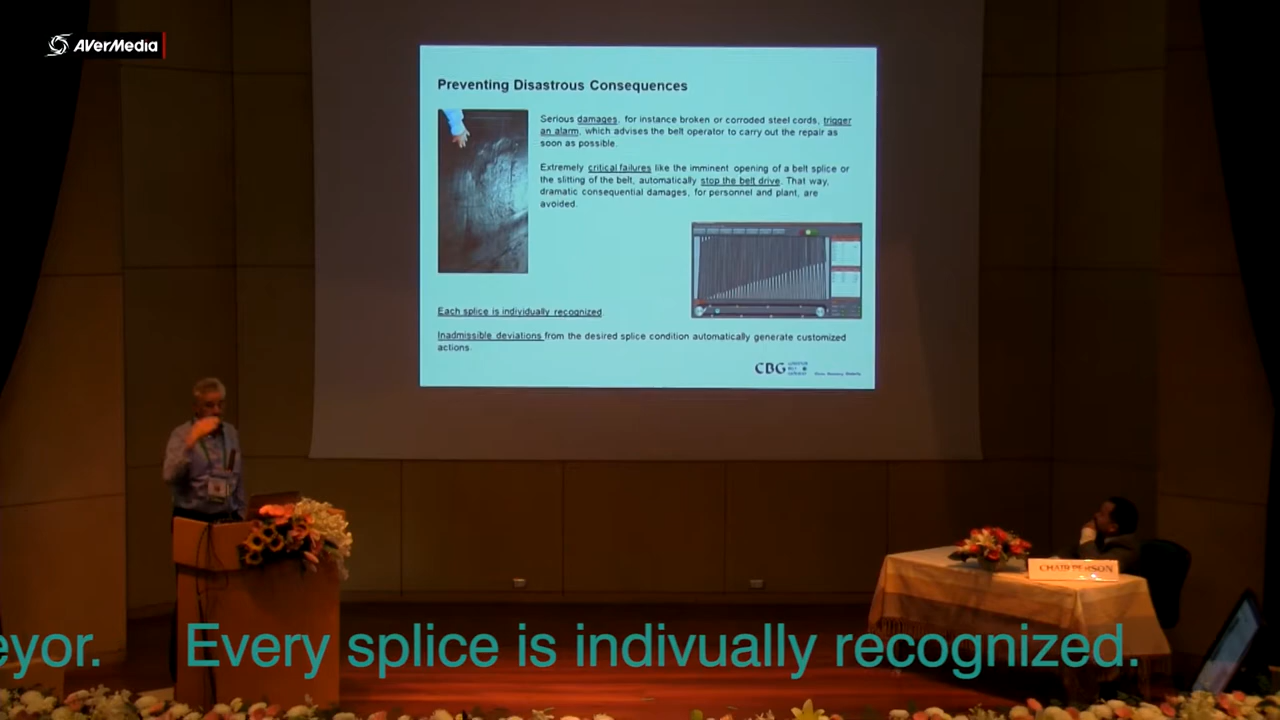 AVerMedia
Preventing Disastrous Consequences
Serious damages, for instance broken or corroded steel cords, trigger
an alarm, which advises the belt operator to carry out the repair as
soon as possible.
Extremely critical failures like the imminent opening of a belt splice or
the slitting of the belt, automatically stop the belt drive. That way,
dramatic consequential damages, for personnel and plant, are
avoided.
Each splice is individually recognized
Inadmissible deviations from the desired splice condition automatically generate customized
actions.
CBG
CHAIR PERSON
eyor. Every splice is indivually recognized.